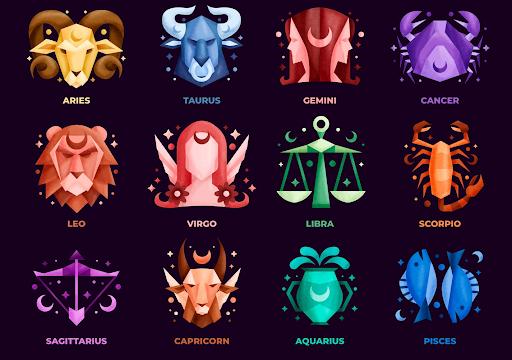 ARIES
TAURUS
GEMINI
CANCER
LEO
VIRGO
LIBRA
SCORPIO
SAGITTARIUS
CAPRICORN
AQUARIUS
PISCES